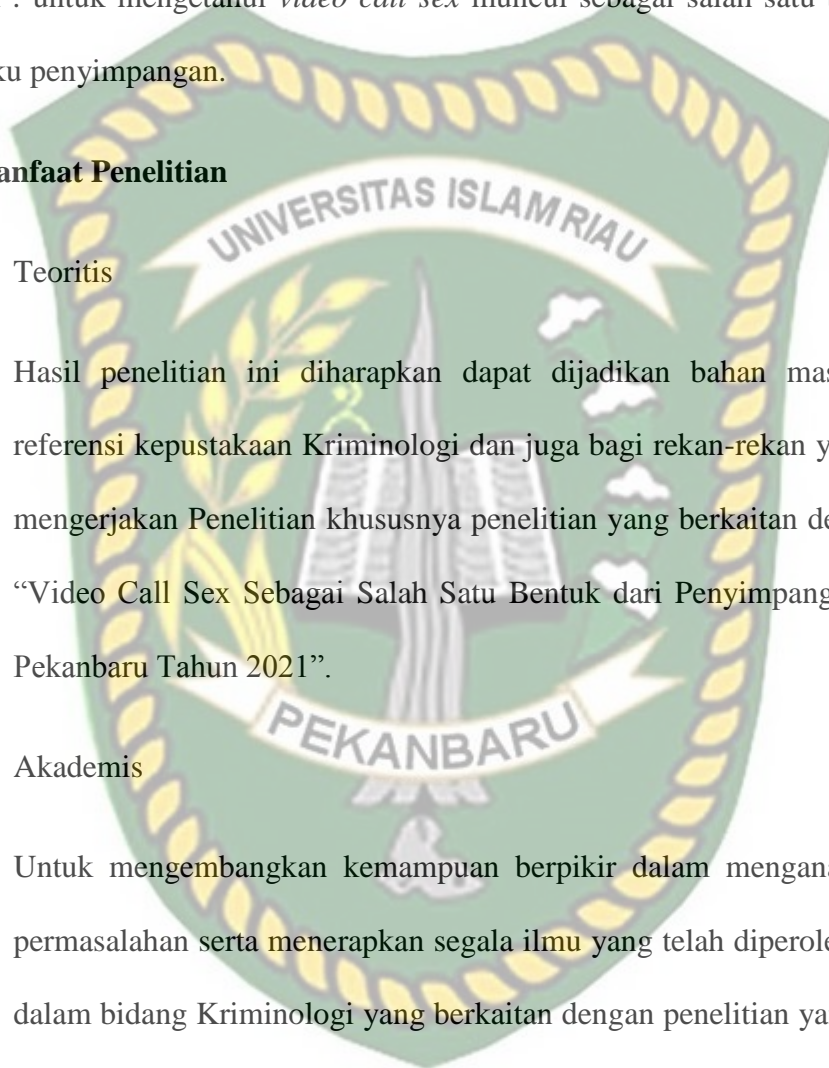 : untuk mengetahui video call sex muncul sebagai salah satu
ku penyimpangan.
anfaat Penelitian
UNIVERSITAS ISLAM RIAU
Teoritis
Hasil penelitian ini diharapkan dapat dijadikan bahan mas
referensi kepustakaan Kriminologi dan juga bagi rekan-rekan y
mengerjakan Penelitian khususnya penelitian yang berkaitan de
“Video Call Sex Sebagai Salah Satu Bentuk dari Penyimpang
Pekanbaru Tahun 2021”.
PEKANBARU
Akademis
Untuk mengembangkan kemampuan berpikir dalam mengana
permasalahan serta menerapkan segala ilmu yang telah diperole
dalam bidang Kriminologi yang berkaitan dengan penelitian ya